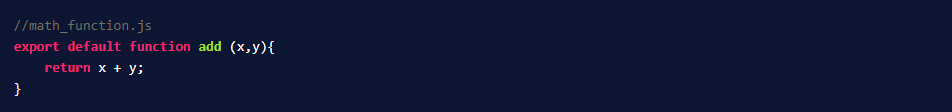 //math_function.js
export default function add (x,y){
    return x + y;
}